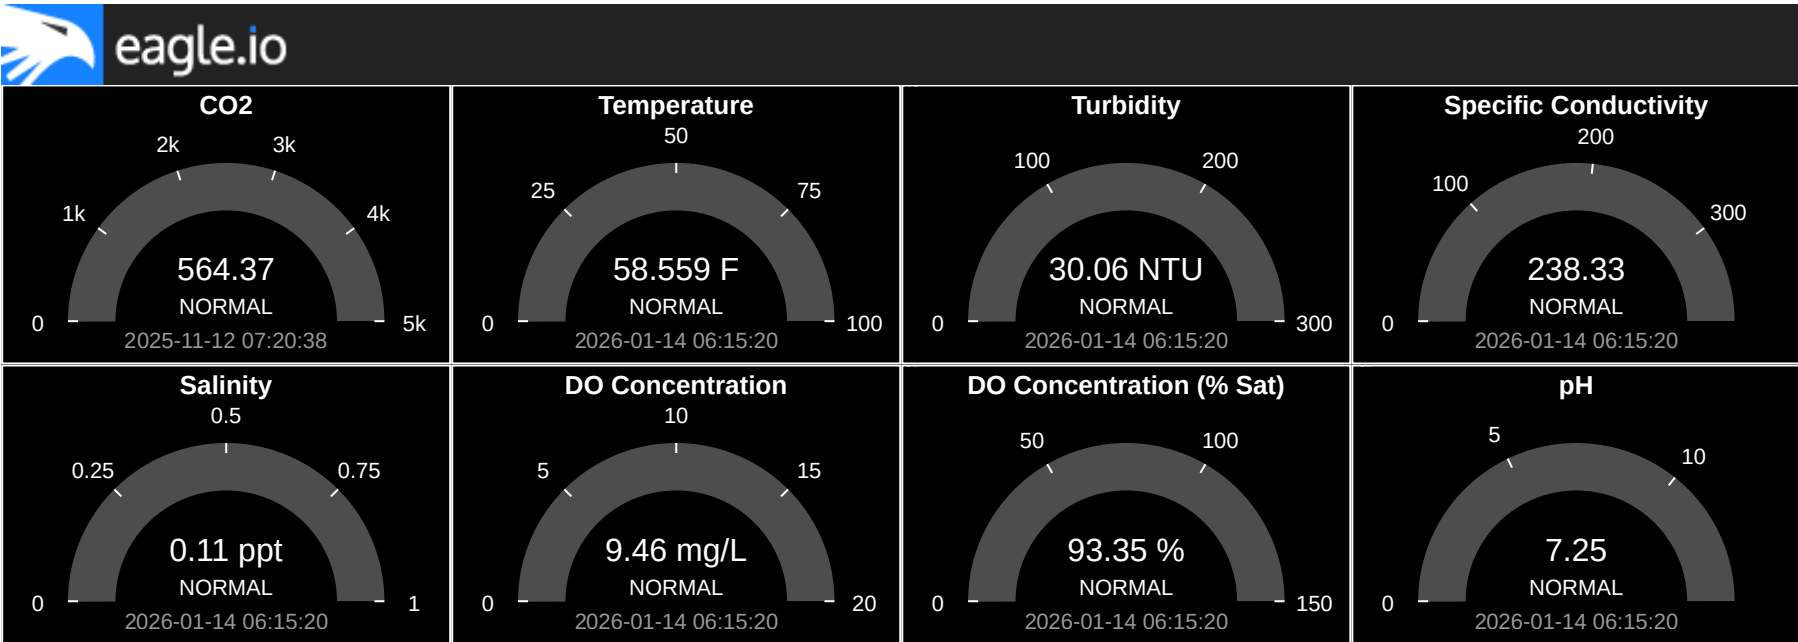 eagle.io
CO2
2k
3k
1k
4k
564.37
NORMAL
0
5k
2025-11-12 07:20:38
Temperature
50
25
75
58.559 F
NORMAL
0
100
2026-01-14 06:15:20
Turbidity
100
200
30.06 NTU
NORMAL
0
300
2026-01-14 06:15:20
Specific Conductivity
200
100
300
238.33
NORMAL
0
2026-01-14 06:15:20
Salinity
0.5
0.25
0.75
0.11 ppt
NORMAL
0
1
2026-01-14 06:15:20
DO Concentration
10
5
15
9.46 mg/L
NORMAL
0
20
2026-01-14 06:15:20
DO Concentration (% Sat)
50
100
93.35 %
NORMAL
0
150
2026-01-14 06:15:20
pH
5
10
7.25
NORMAL
0
2026-01-14 06:15:20